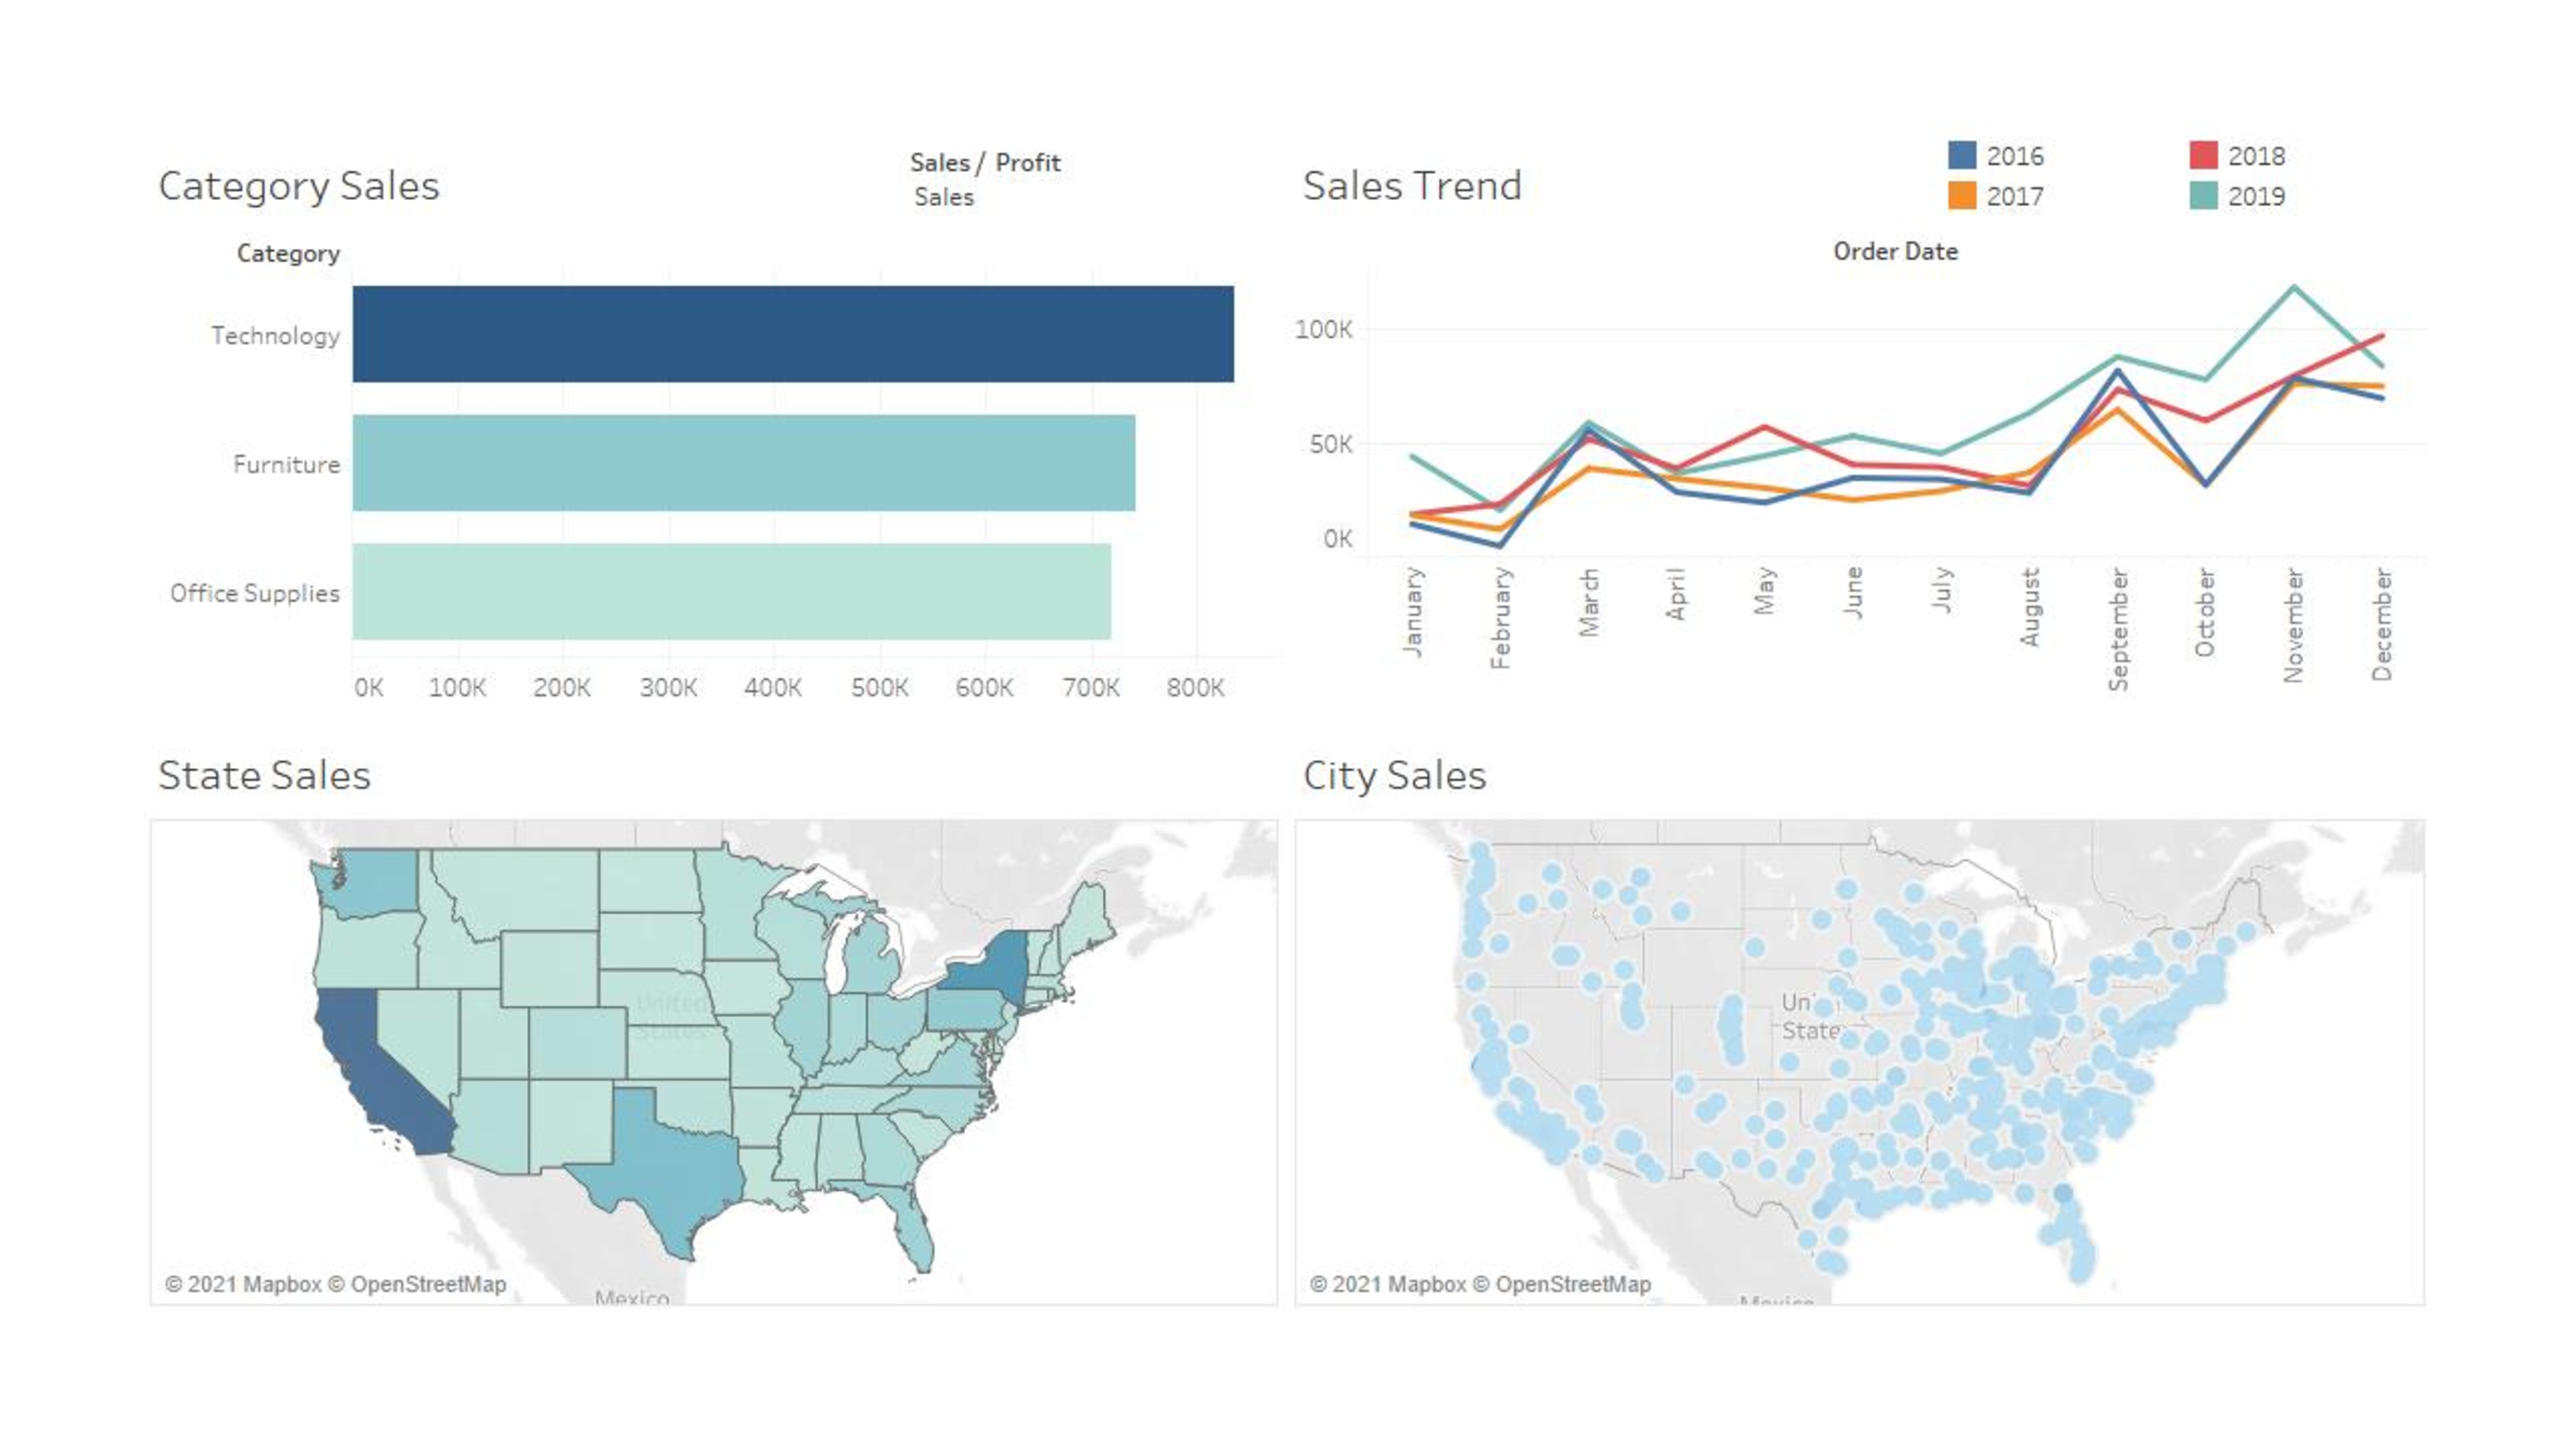 Category Sales
Sales / Profit
Sales
Category
Technology
Furniture
Office Supplies
0K 100K 200K 300K 400K 500K 600K 700K 800K
Sales Trend
2016 2018
2017 2019
Order Date
100K
50K
0K
January February March April May June July August September October November December
State Sales
United
States
© 2021 Mapbox © OpenStreetMap
Mexico
City Sales
Un
State
© 2021 Mapbox © OpenStreetMap
Mexico